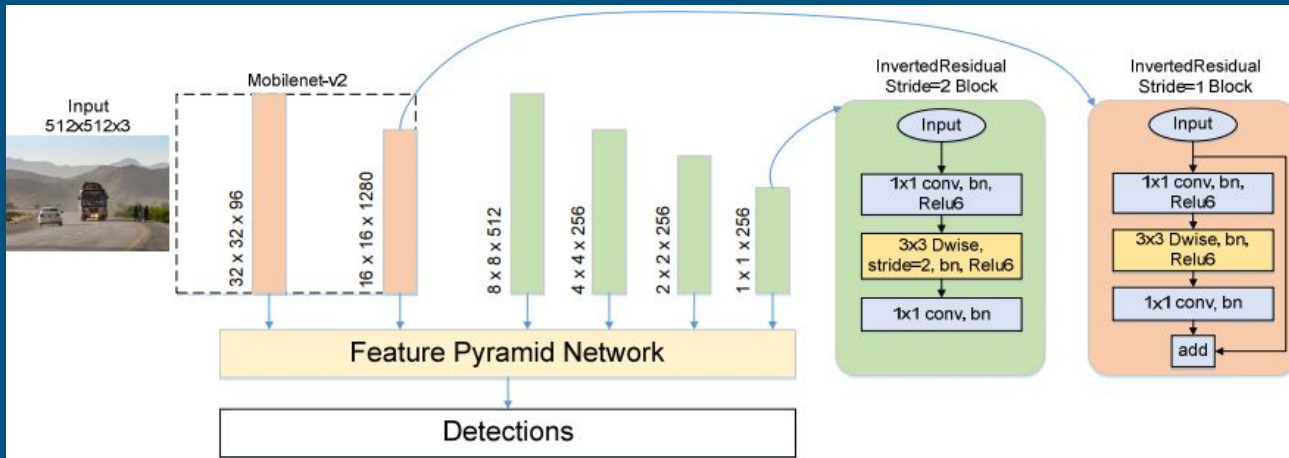 Input
512x512x3
Mobilenet-v2
32 x 32 x 96
16 x 16 x 1280
8 x 8 x 512
4 x 4 x 256
2 x 2 x 256
1 x 1 x 256
Feature Pyramid Network
Detections
InvertedResidual
Stride=2 Block
Input
1x1 conv, bn,
Relu6
3x3 Dwise,
stride=2, bn, Relu6
1x1 conv, bn
InvertedResidual
Stride=1 Block
Input
1x1 conv, bn,
Relu6
3x3 Dwise, bn,
Relu6
1x1 conv, bn
add